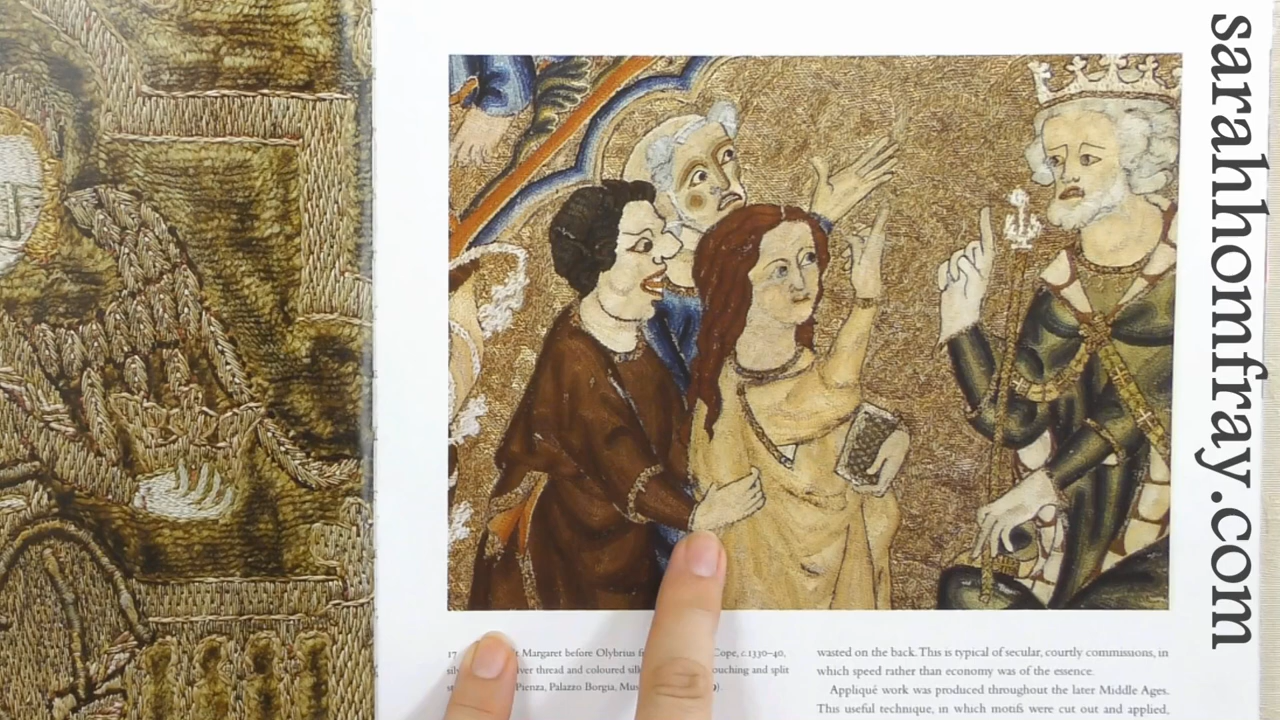 sarahhomfray.com
17
Margaret before Olybrius
Cope, c.1330–40,
ver thread and coloured
ouching and split
Pienza, Palazzo Borgia,
wasted on the back. This is typical of secular, courtly commissions, in
which speed rather than economy was of the essence.
Appliqué work was produced throughout the later Middle Ages.
This useful technique, in which motifs were cut out and applied,